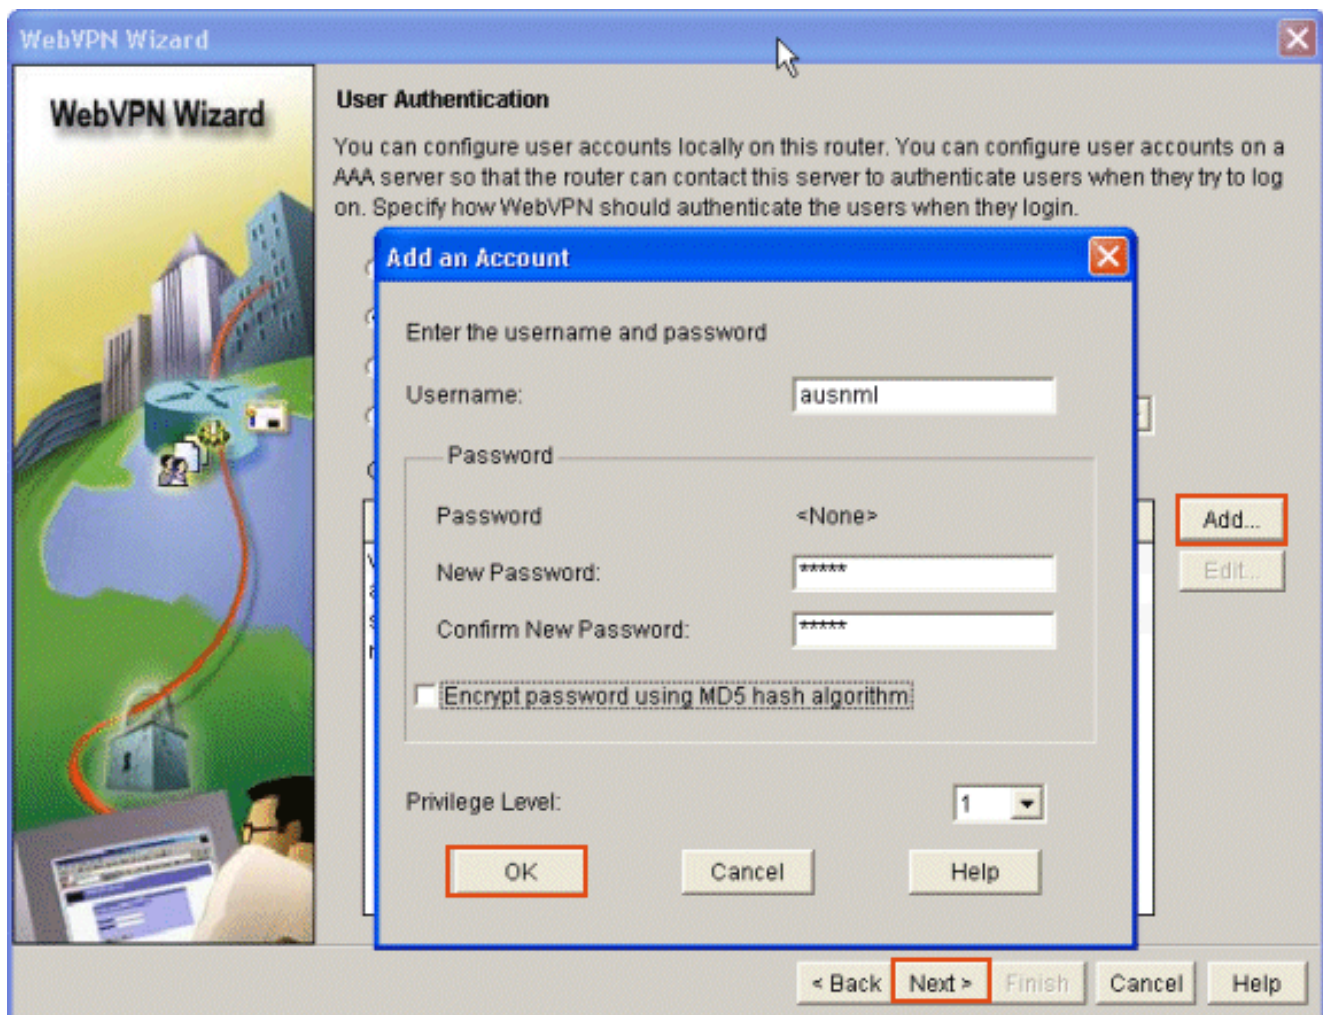 WebVPN Wizard
WebVPN Wizard
User Authentication
You can configure user accounts locally on this router. You can configure user accounts on a
AAA server so that the router can contact this server to authenticate users when they try to log
on. Specify how WebVPN should authenticate the users when they login.
Add an Account
Enter the username and password
Username: ausnml
Password
Password <None>
New Password: *****
Confirm New Password: *****
Encrypt password using MD5 hash algorithm
Privilege Level: 1
OK Cancel Help
Add...
Edit...
< Back Next > Finish Cancel Help